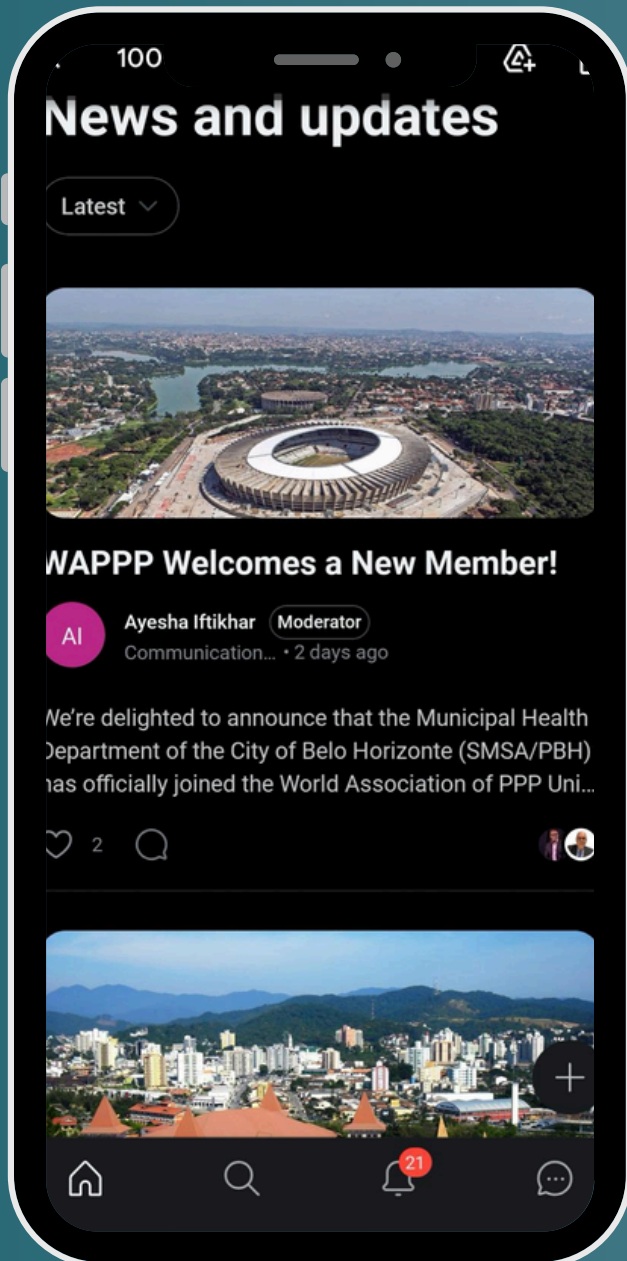 100
News and updates
Latest
WAPPP Welcomes a New Member!
AI
Ayesha Iftikhar Moderator
Communication... • 2 days ago
We’re delighted to announce that the Municipal Health
Department of the City of Belo Horizonte (SMSA/PBH)
has officially joined the World Association of PPP Uni...
2
21